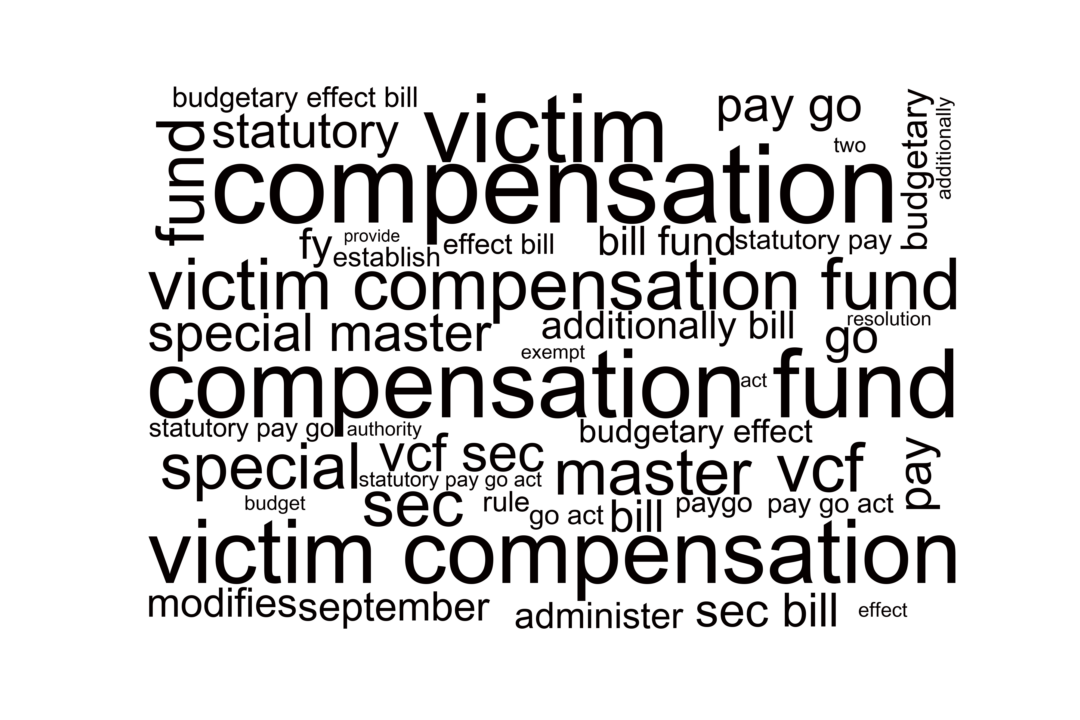 budgetary effect bill
statutory
victim
pay go
two
fund
compensation
budgetary
additionally
fy
provide
establish
effect bill
bill fund
statutory pay
victim compensation fund
special master
additionally bill
resolution
go
exempt
compensation fund
act
statutory pay go
authority
budgetary effect
special
vcf sec
statutory pay go act
master
vcf
pay
budget
sec
rule
go act
bill
paygo
pay go act
victim compensation
modifies
september
administer
sec bill
effect